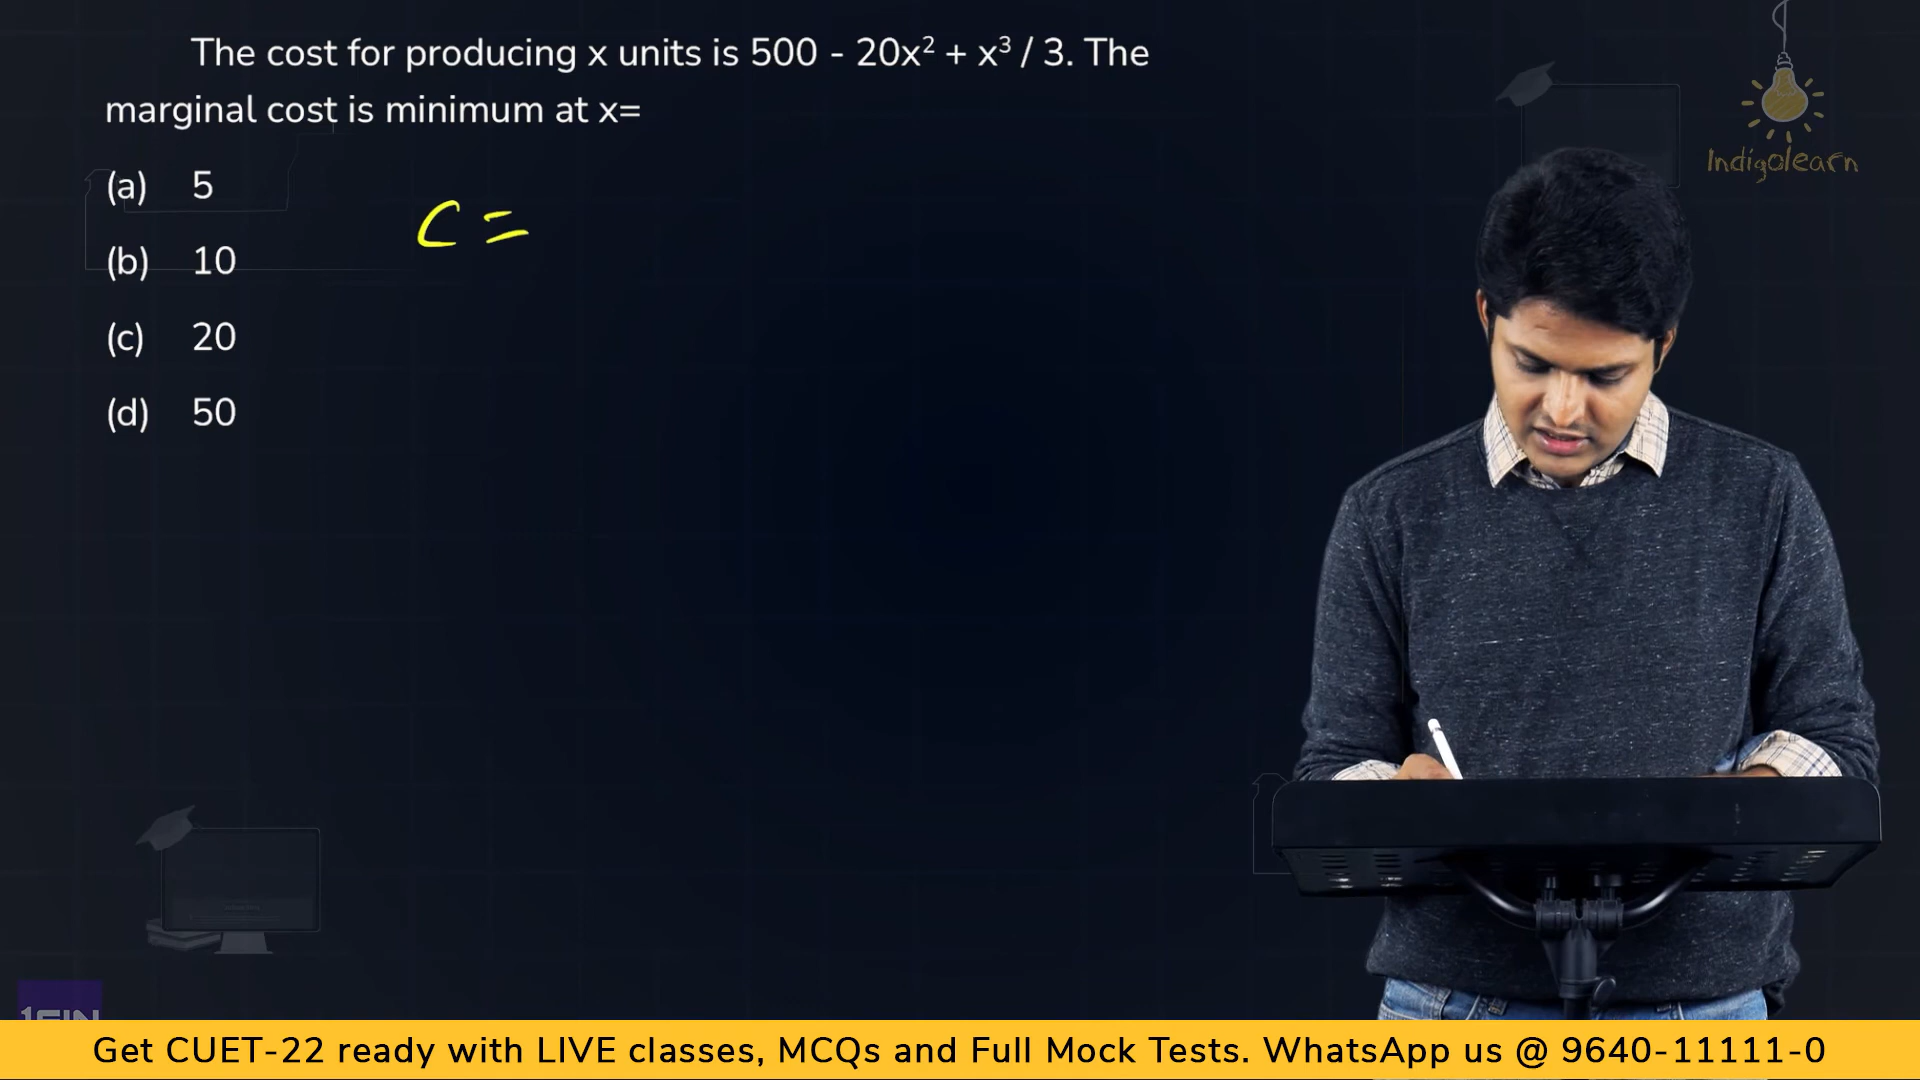 The cost for producing x units is 500 - 20x² + x³ / 3. The
marginal cost is minimum at x=
(a) 5
(b) 10
(c) 20
(d) 50
C =
Indigolearn
1FIN
Get CUET-22 ready with LIVE classes, MCQs and Full Mock Tests. WhatsApp us @ 9640-11111-0